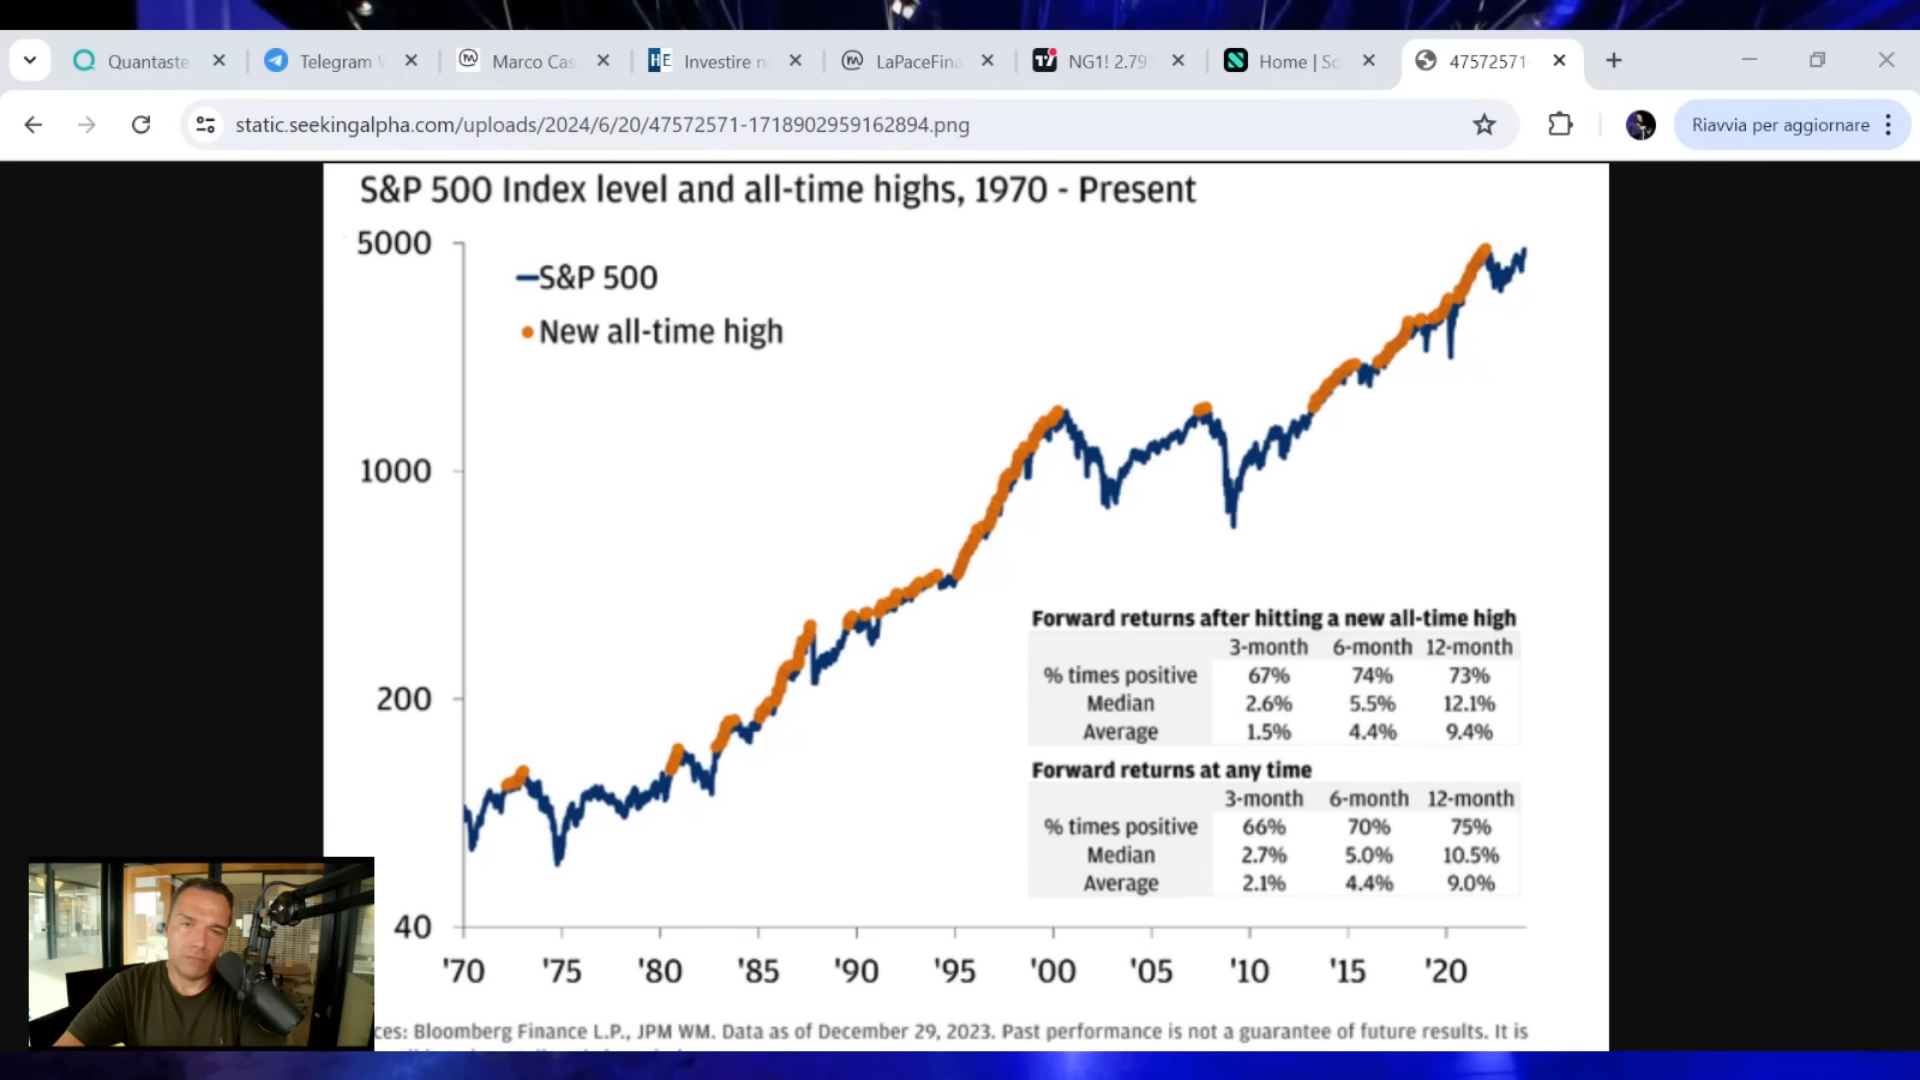 Quantaste
Telegram
Marco Cas
HE
Investire n
LaPaceFina
NG1! 2.79
Home | Sc
47572571-
static.seekingalpha.com/uploads/2024/6/20/47572571-1718902959162894.png
Riavvia per aggiornare
S&P 500 Index level and all-time highs, 1970 - Present
5000
1000
200
40
S&P 500
New all-time high
Forward returns after hitting a new all-time high
3-month 6-month 12-month
% times positive 67% 74% 73%
Median 2.6% 5.5% 12.1%
Average 1.5% 4.4% 9.4%
Forward returns at any time
3-month 6-month 12-month
% times positive 66% 70% 75%
Median 2.7% 5.0% 10.5%
Average 2.1% 4.4% 9.0%
'70 '75 '80 '85 '90 '95 '00 '05 '10 '15 '20
ces: Bloomberg Finance L.P., JPM WM. Data as of December 29, 2023. Past performance is not a guarantee of future results. It is